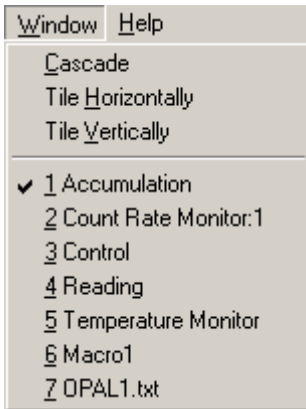 Window Help
Cascade
Tile Horizontally
Tile Vertically
✔ 1 Accumulation
2 Count Rate Monitor:1
3 Control
4 Reading
5 Temperature Monitor
6 Macro1
7 OPAL1.txt